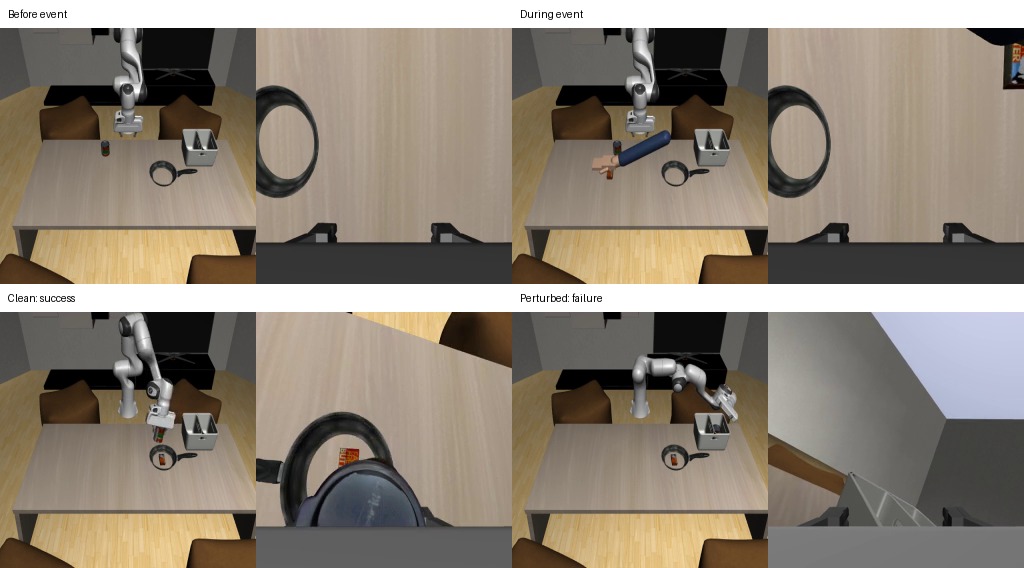 Before event
During event
Clean: success
Perturbed: failure